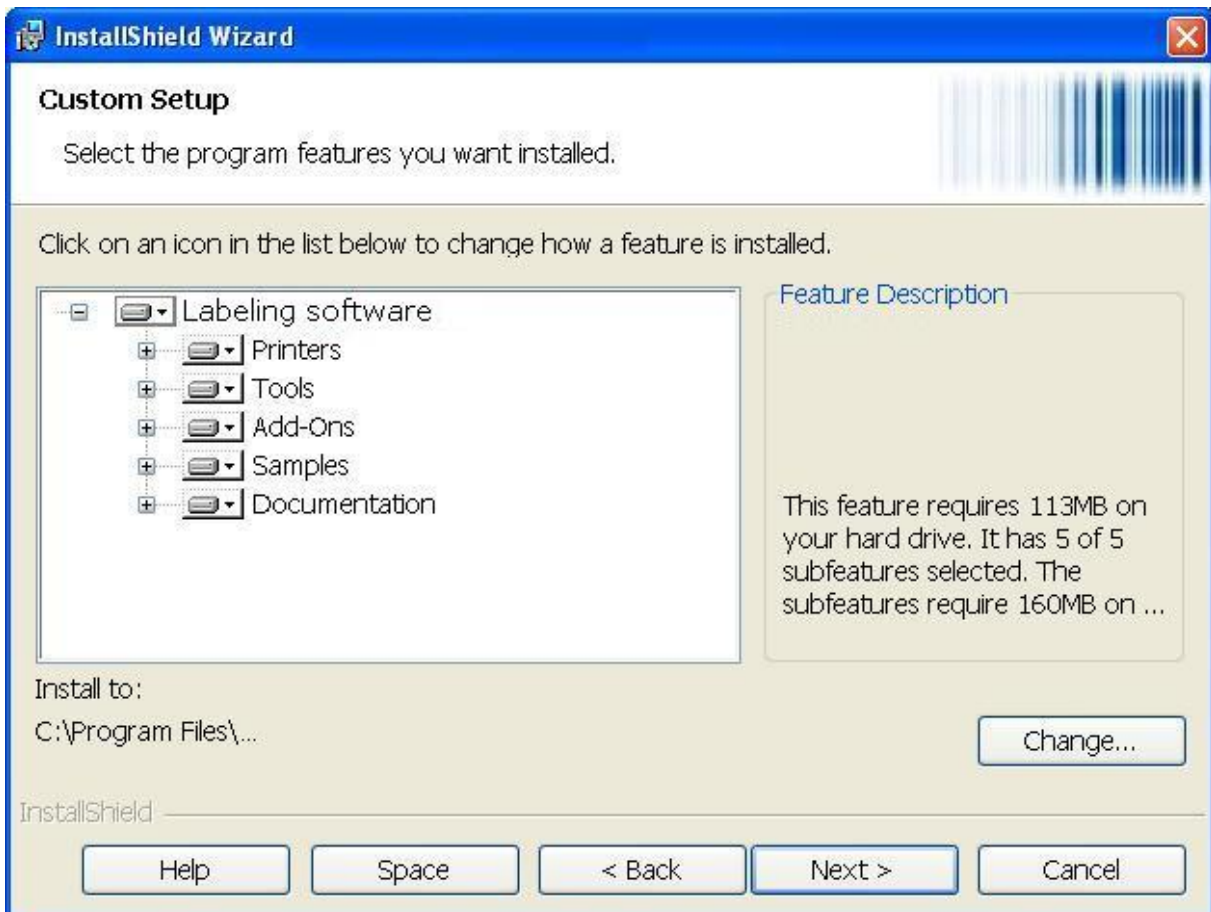 InstallShield Wizard
Custom Setup
Select the program features you want installed.
Click on an icon in the list below to change how a feature is installed.
Labeling software
Printers
Tools
Add-Ons
Samples
Documentation
Feature Description
This feature requires 113MB on
your hard drive. It has 5 of 5
subfeatures selected. The
subfeatures require 160MB on ...
Install to:
C:\Program Files\...
Change...
InstallShield
Help
Space
< Back
Next >
Cancel